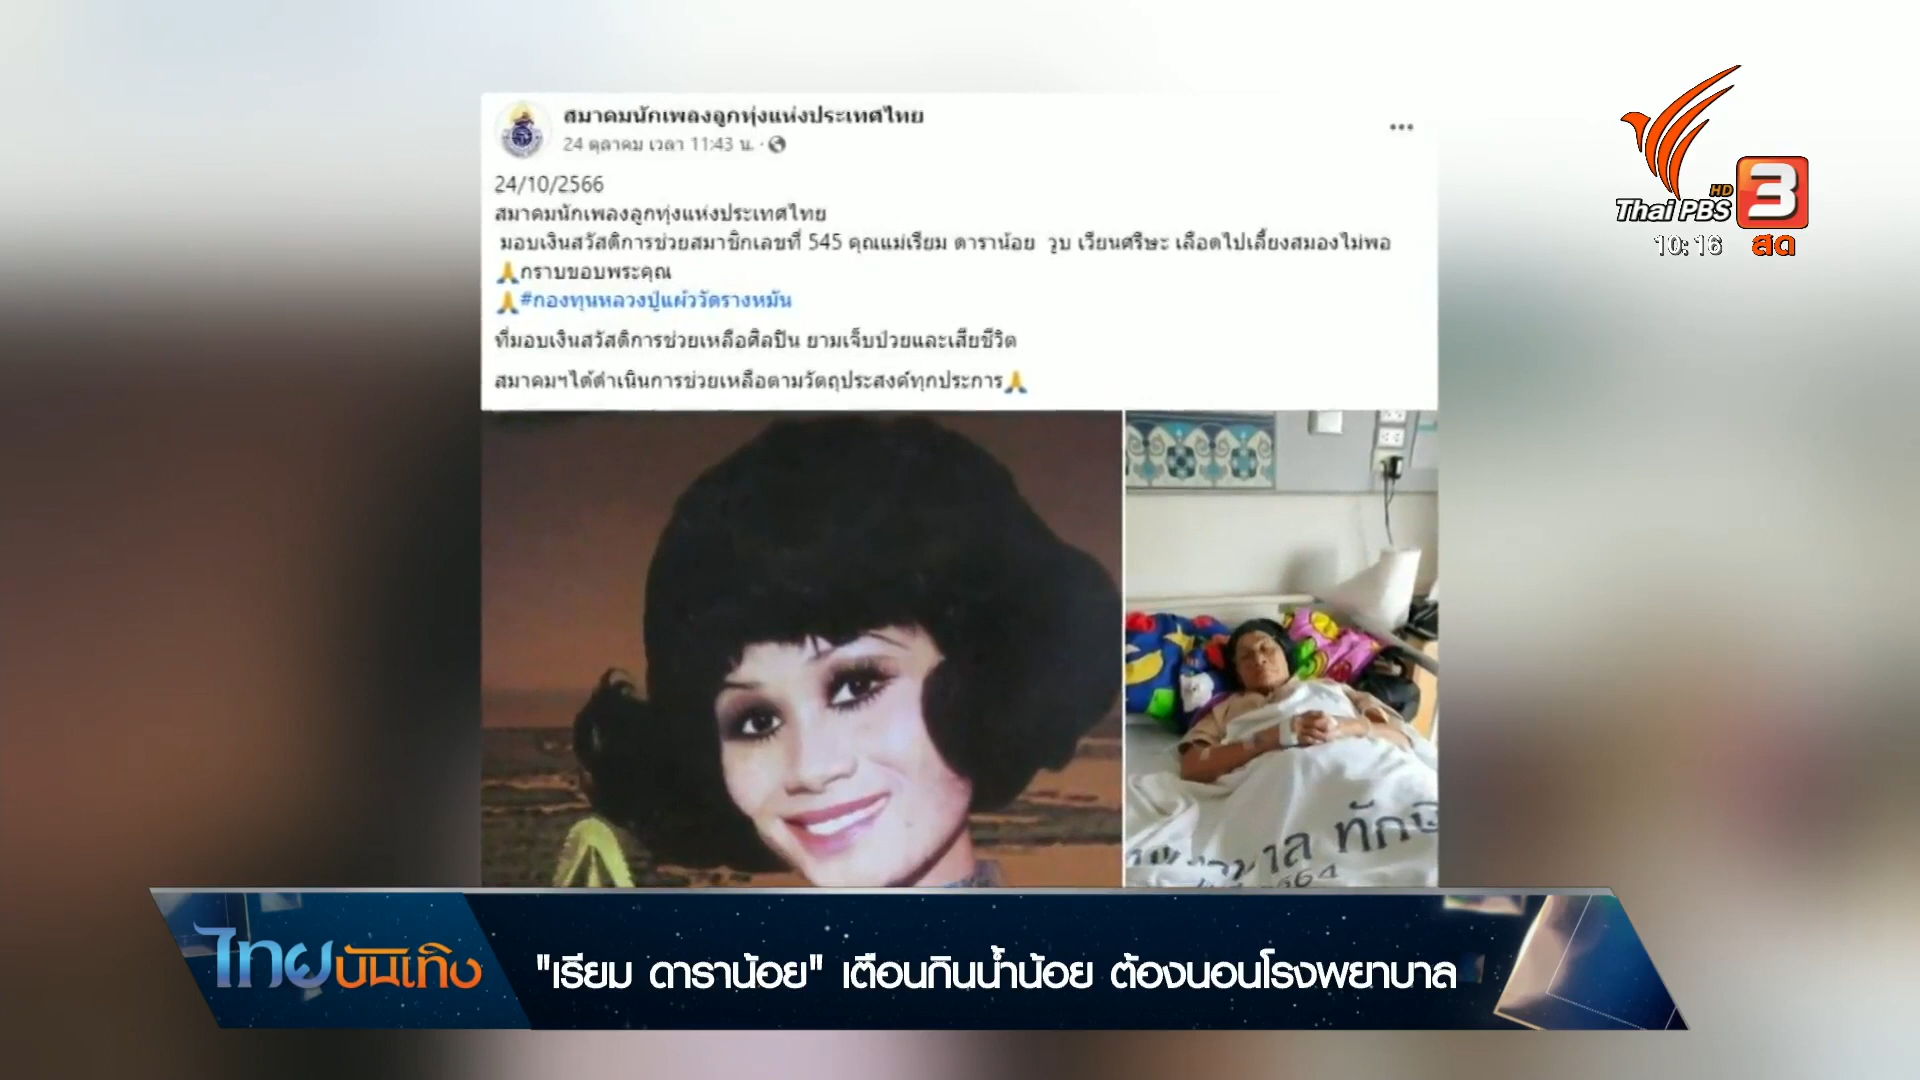 สมาคมนักเพลงลูกทุ่งแห่งประเทศไทย
24 ตุลาคม เวลา 11:43 น.
24/10/2566
สมาคมนักเพลงลูกทุ่งแห่งประเทศไทย
มอบเงินสวัสดิการช่วยสมาชิกเลขที่ 545 คุณแม่เรียม ดาราน้อย วูบ เวียนศรีษะ เลือดไปเลี้ยงสมองไม่พอ
กราบขอบพระคุณ
#กองทุนหลวงปู่แผ้ววัดรางหมัน
ที่มอบเงินสวัสดิการช่วยเหลือศิลปิน ยามเจ็บป่วยและเสียชีวิต
สมาคมฯได้ดำเนินการช่วยเหลือตามวัตถุประสงค์ทุกประการ
Thai PBS HD 3
10:16 สด
ทักษิ
ไทยบันเทิง
"เรียม ดาราน้อย" เตือนกินน้ำน้อย ต้องนอนโรงพยาบาล